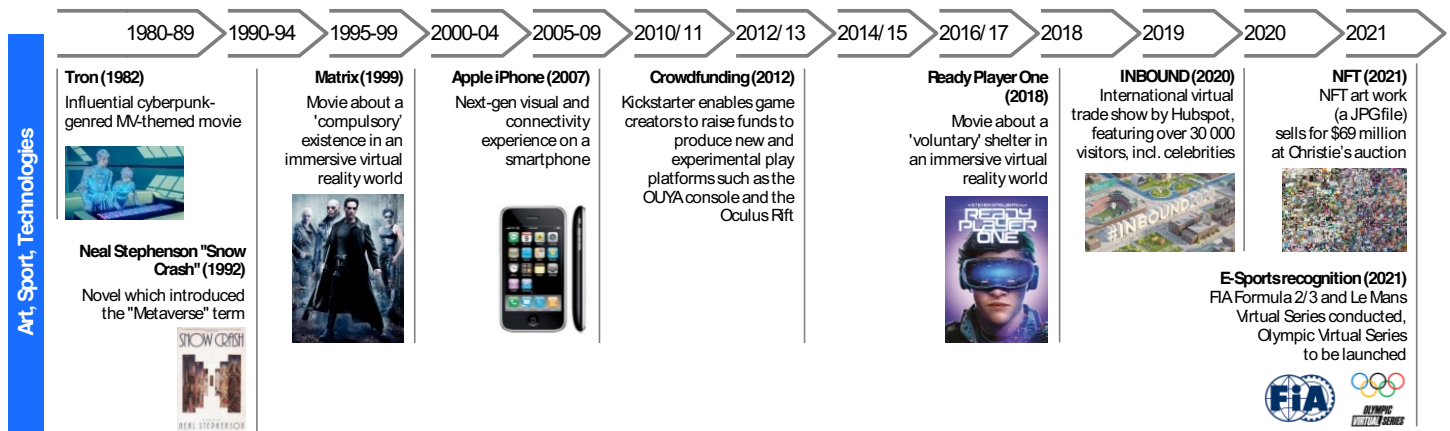 1980-89
1990-94
1995-99
2000-04
2005-09
2010/11
2012/13
2014/15
2016/17
2018
2019
2020
2021
Art, Sport, Technologies
Tron (1982)
Influential cyberpunk-
genred MV-themed movie
Neal Stephenson "Snow
Crash" (1992)
Novel which introduced
the "Metaverse" term
SNOW CRASH
NEAL STEPHENSON
Matrix (1999)
Movie about a
'compulsory'
existence in an
immersive virtual
reality world
Apple iPhone (2007)
Next-gen visual and
connectivity
experience on a
smartphone
Crowdfunding (2012)
Kickstarter enables game
creators to raise funds to
produce new and
experimental play
platforms such as the
OUYA console and the
Oculus Rift
Ready Player One
(2018)
Movie about a
'voluntary' shelter in
an immersive virtual
reality world
READY
PLAYER
ONE
INBOUND (2020)
International virtual
trade show by Hubspot,
featuring over 30 000
visitors, incl. celebrities
NFT (2021)
NFT art work
(a JPG file)
sells for $69 million
at Christie's auction
E-Sports recognition (2021)
FIA Formula 2/3 and Le Mans
Virtual Series conducted,
Olympic Virtual Series
to be launched
FiA
OLYMPIC
VIRTUAL SERIES